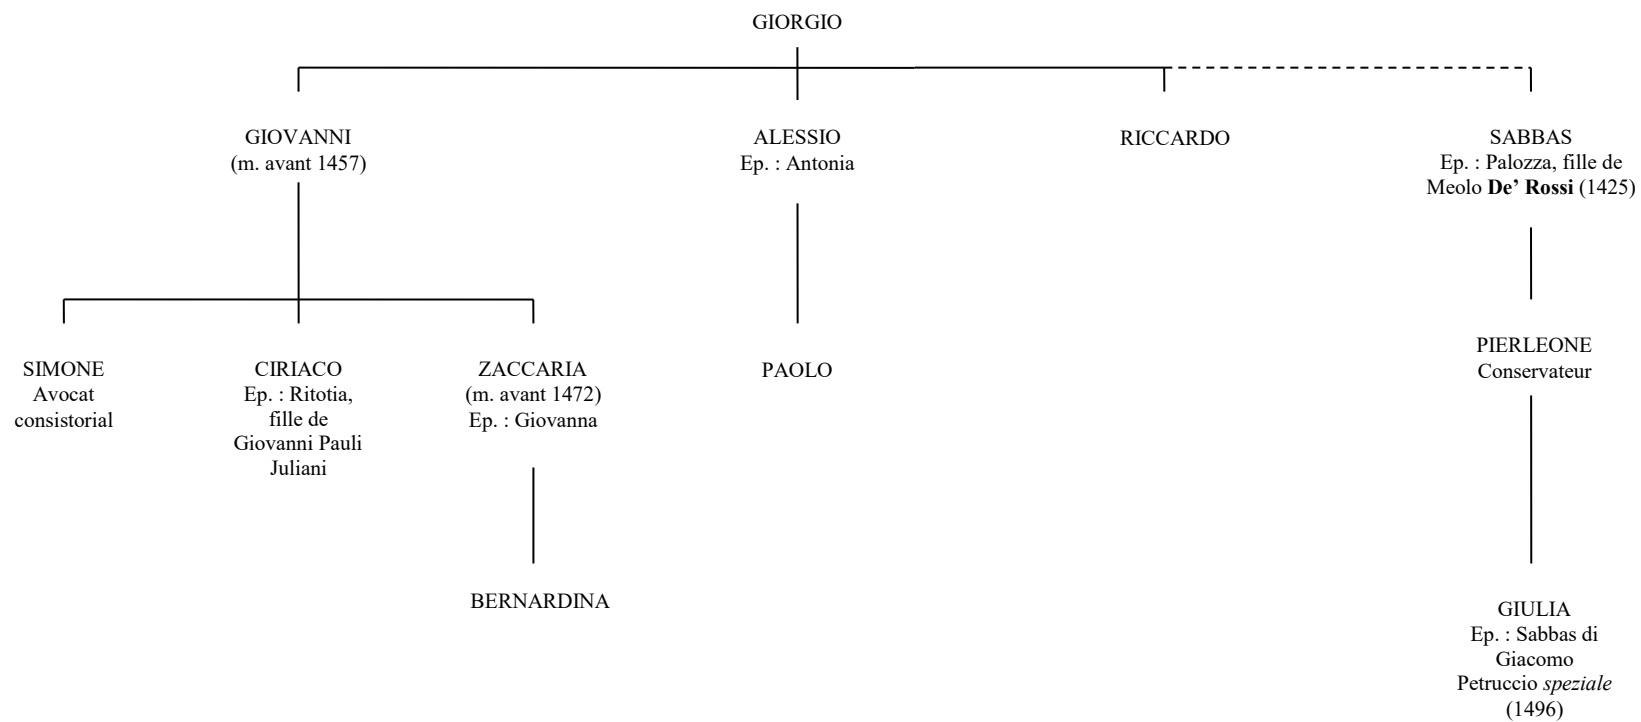 GIORGIO
GIOVANNI
(m. avant 1457)
ALESSIO
Ep. : Antonia
RICCARDO
SABBAS
Ep. : Palozza, fille de
Meolo De’ Rossi (1425)
SIMONE
Avocat
consistorial
CIRIACO
Ep. : Ritotia,
fille de
Giovanni Pauli
Juliani
ZACCARIA
(m. avant 1472)
Ep. : Giovanna
PAOLO
PIERLEONE
Conservateur
BERNARDINA
GIULIA
Ep. : Sabbas di
Giacomo
Petruccio speziale
(1496)